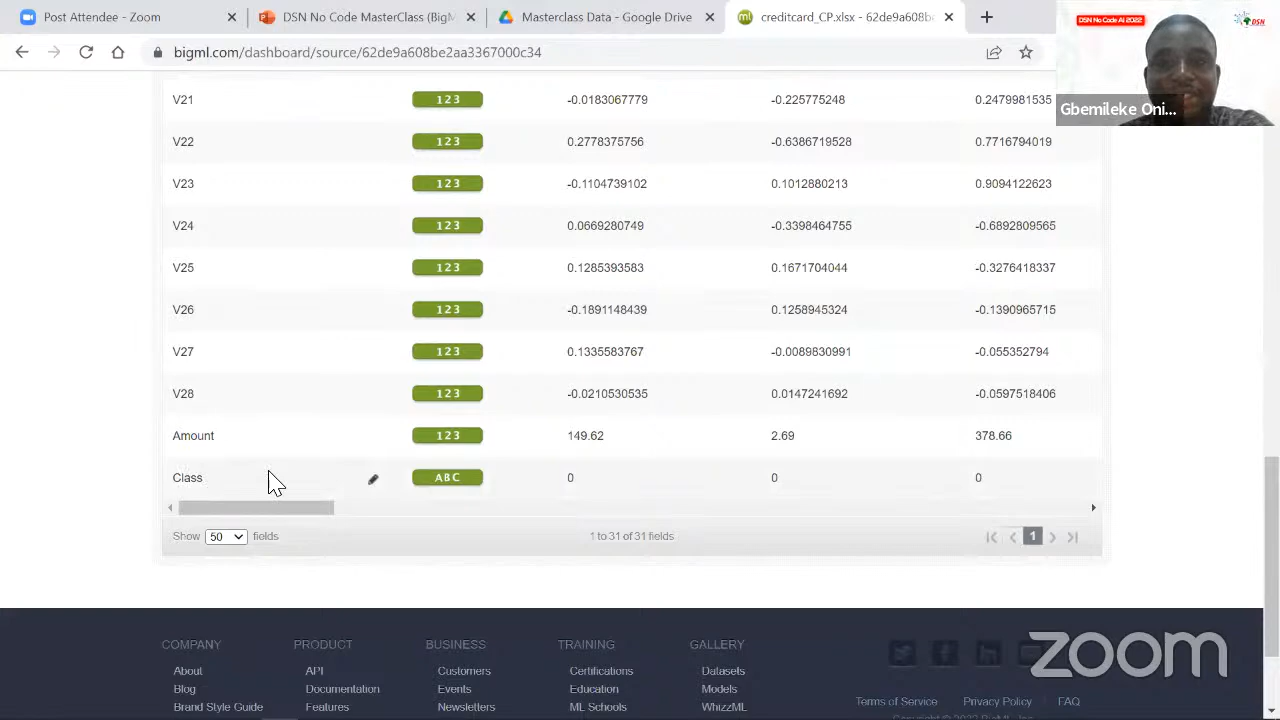 Post Attendee - Zoom
DSN No Code Masterclass BigM
Masterclass Data - Google Drive
bigml.com/dashboard/source/62de9a608be2aa3367000c34
DSN No Code AI 2022
DSN
Gbemileke Oni...
V21 123 -0.0183067779 -0.225775248 0.2479981535
V22 123 0.2778375756 -0.6386719528 0.7716794019
V23 123 -0.1104739102 0.1012880213 0.9094122623
V24 123 0.0669280749 -0.3398464755 -0.6892809565
V25 123 0.1285393583 0.1671704044 -0.3276418337
V26 123 -0.1891148439 0.1258945324 -0.1390965715
V27 123 0.1335583767 -0.0089830991 -0.055352794
V28 123 -0.0210530535 0.0147241692 -0.0597518406
Amount 123 149.62 2.69 378.66
Class ABC 0 0 0
Show 50 fields 1 to 31 of 31 fields 1
COMPANY PRODUCT BUSINESS TRAINING GALLERY
About API Customers Certifications Datasets
Blog Documentation Events Education Models
Brand Style Guide Features Newsletters ML Schools WhizzML
Terms of Service Privacy Policy FAQ
zoom